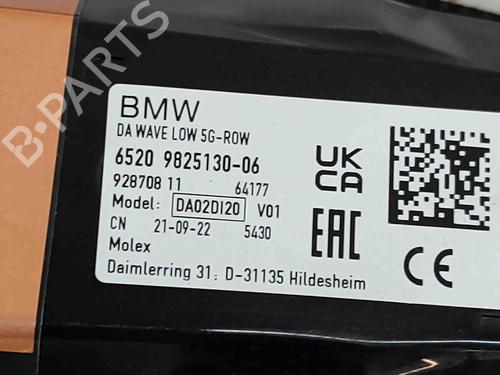 BMW
DA WAVE LOW 5G-ROW
6520 9825130-06
928708 11 64177
Model: DA02DI20 V01
CN 21-09-22 5430
Molex
Daimlerring 31; D-31135 Hildesheim
UK
CA
EAC
CE
B-Parts